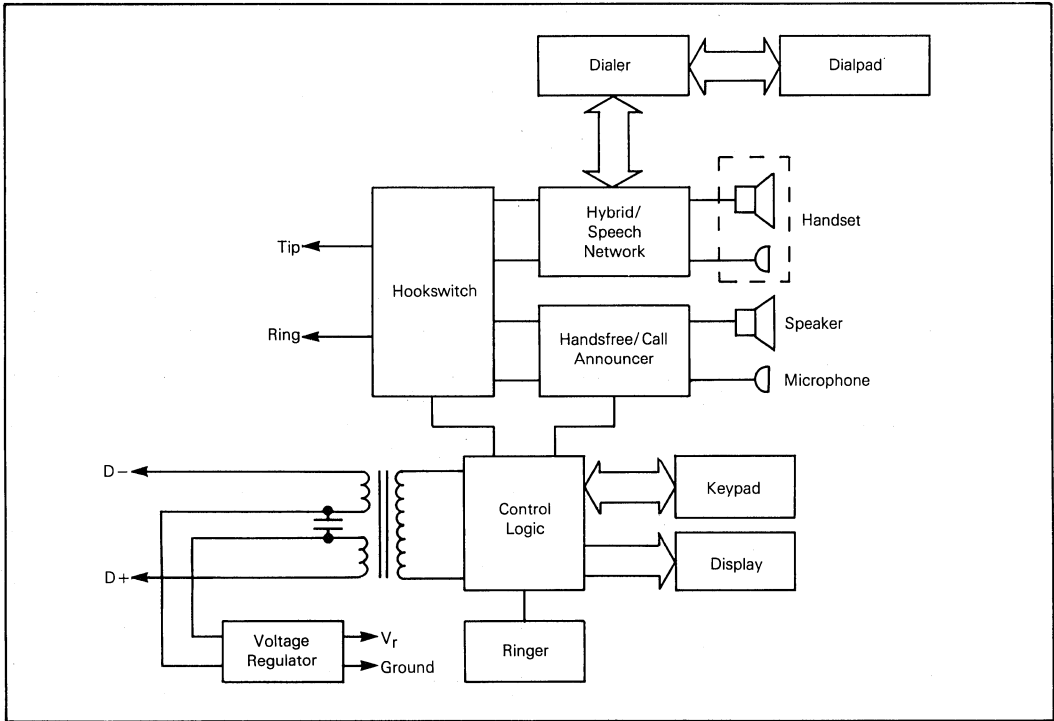 Dialer
Dialpad
Hybrid/
Speech
Network
Handset
Tip
Hookswitch
Ring
Handsfree/Call
Announcer
Speaker
Microphone
D−
Control
Logic
Keypad
Display
D+
Voltage
Regulator
Vr
Ground
Ringer